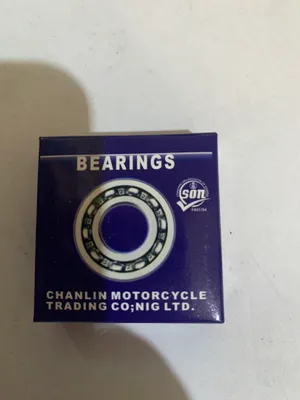 BEARINGS
SON
CHANLIN MOTORCYCLE
TRADING CO;NIG LTD.